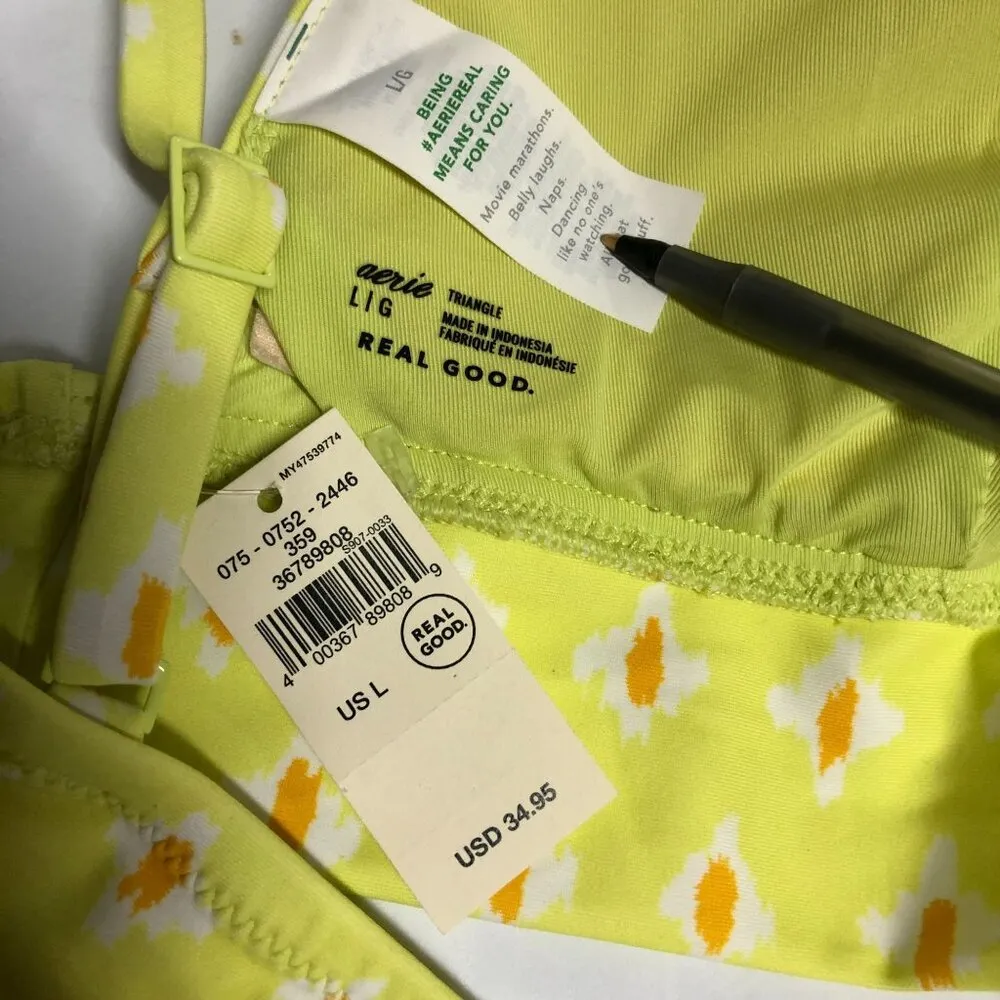 L/G
BEING
#AERIEREAL
MEANS CARING
FOR YOU.
Movie marathons.
Belly laughs.
Naps.
Dancing
like no one's
watching.
aerie
L|G
TRIANGLE
MADE IN INDONESIA
FABRIQUÉ EN INDONÉSIE
REAL GOOD.
MY47539774
075 - 0752 - 2446
359
36789808
S907-0033
4 00367 89808 9
REAL
GOOD.
US L
USD 34.95